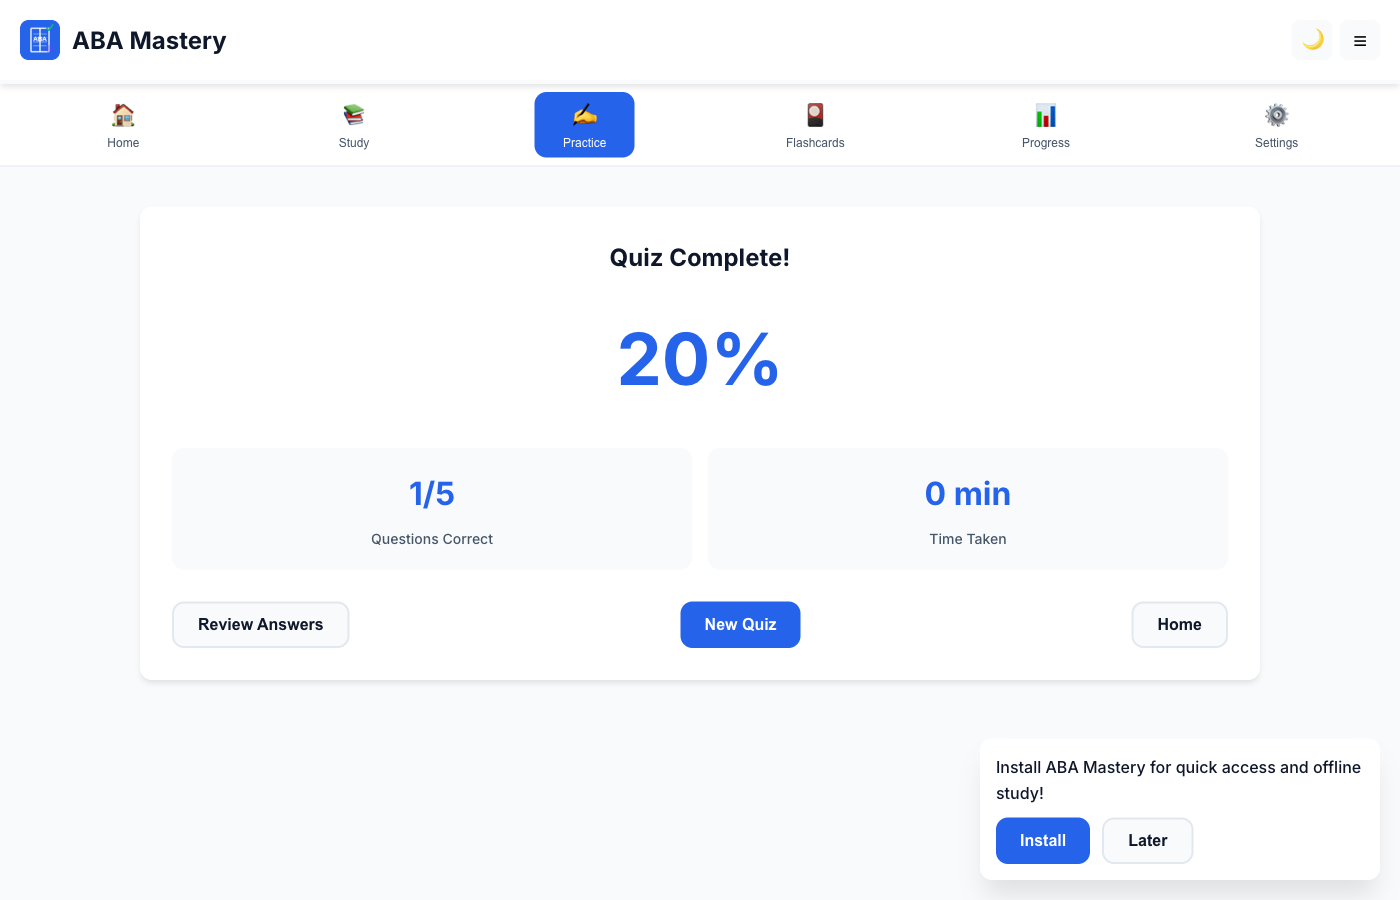 ABA
ABA Mastery
Home
Study
Practice
Flashcards
Progress
Settings
Quiz Complete!
20%
1/5
Questions Correct
0 min
Time Taken
Review Answers
New Quiz
Home
Install ABA Mastery for quick access and offline
study!
Install
Later